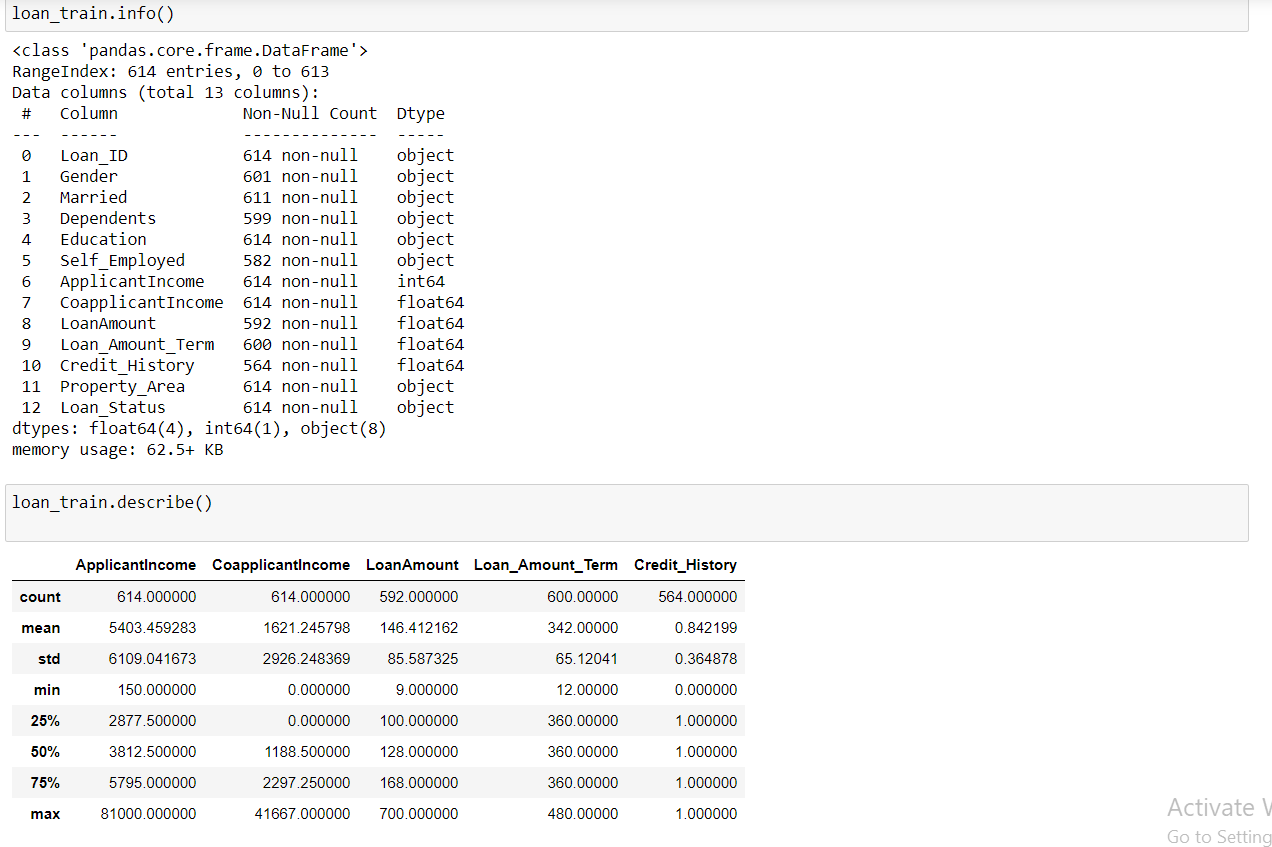 loan_train.info()
<class 'pandas.core.frame.DataFrame'>
RangeIndex: 614 entries, 0 to 613
Data columns (total 13 columns):
 #   Column             Non-Null Count  Dtype
---  ------             --------------  -----
 0   Loan_ID            614 non-null    object
 1   Gender             601 non-null    object
 2   Married            611 non-null    object
 3   Dependents         599 non-null    object
 4   Education          614 non-null    object
 5   Self_Employed      582 non-null    object
 6   ApplicantIncome    614 non-null    int64
 7   CoapplicantIncome  614 non-null    float64
 8   LoanAmount         592 non-null    float64
 9   Loan_Amount_Term   600 non-null    float64
 10  Credit_History     564 non-null    float64
 11  Property_Area      614 non-null    object
 12  Loan_Status        614 non-null    object
dtypes: float64(4), int64(1), object(8)
memory usage: 62.5+ KB
loan_train.describe()
ApplicantIncome CoapplicantIncome LoanAmount Loan_Amount_Term Credit_History
count 614.000000 614.000000 592.000000 600.00000 564.000000
mean 5403.459283 1621.245798 146.412162 342.00000 0.842199
std 6109.041673 2926.248369 85.587325 65.12041 0.364878
min 150.000000 0.000000 9.000000 12.00000 0.000000
25% 2877.500000 0.000000 100.000000 360.00000 1.000000
50% 3812.500000 1188.500000 128.000000 360.00000 1.000000
75% 5795.000000 2297.250000 168.000000 360.00000 1.000000
max 81000.000000 41667.000000 700.000000 480.00000 1.000000
Activate
Go to Setting